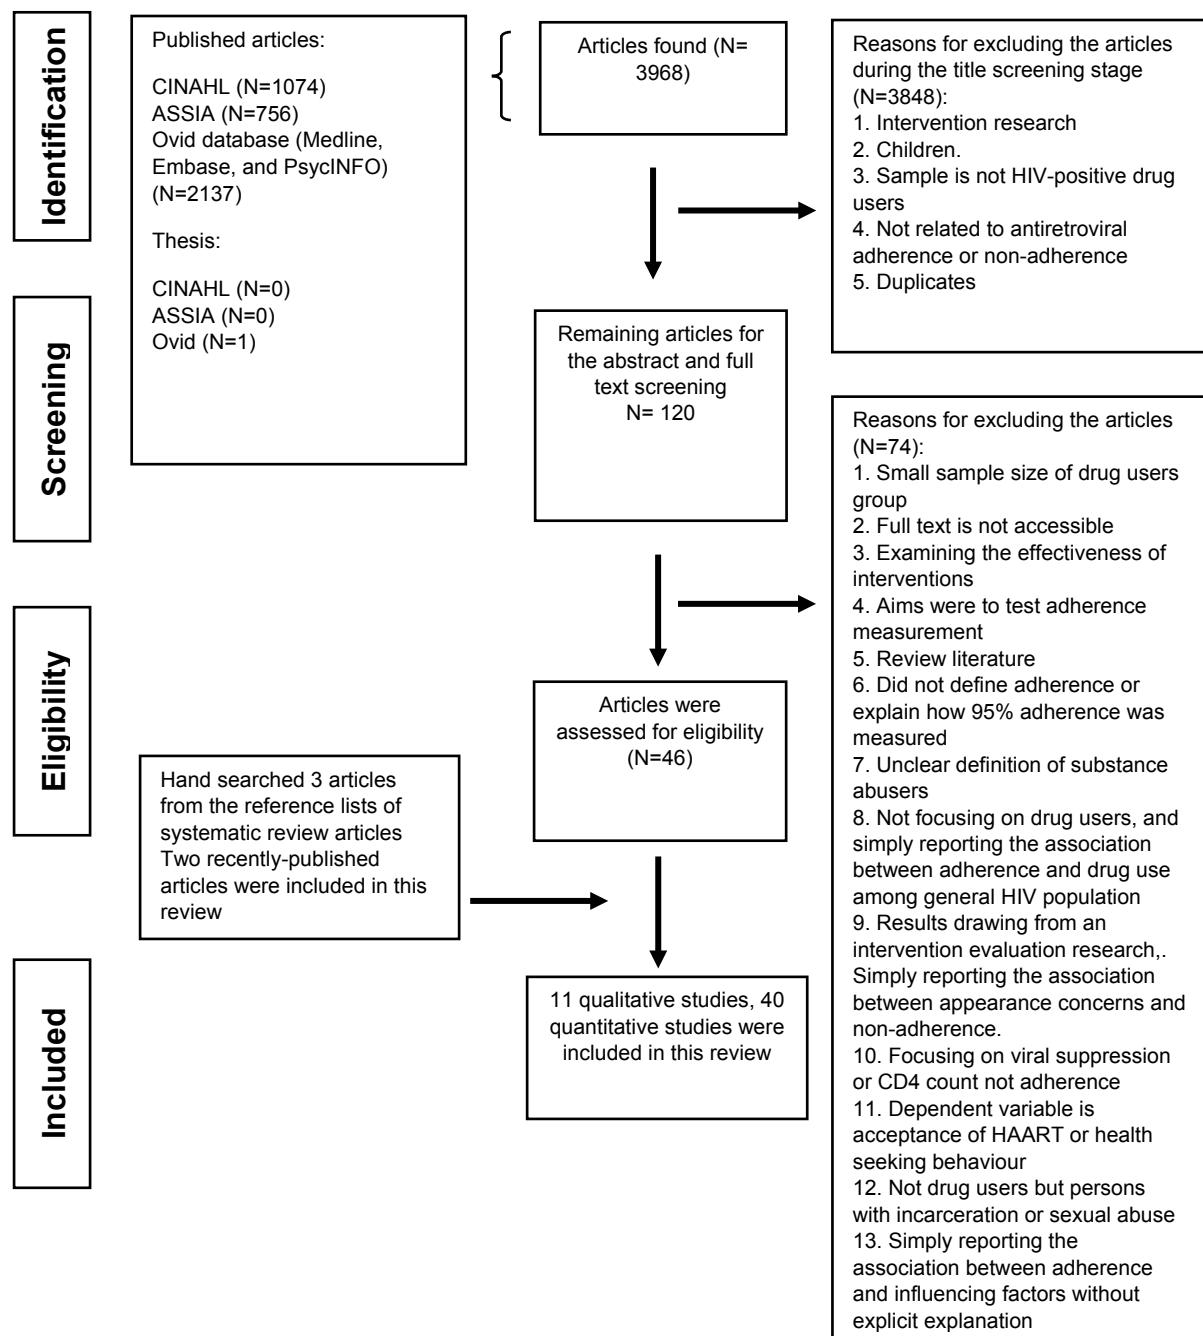 Identification
Published articles:
CINAHL (N=1074)
ASSIA (N=756)
Ovid database (Medline,
Embase, and PsycINFO)
(N=2137)
Thesis:
CINAHL (N=0)
ASSIA (N=0)
Ovid (N=1)
Articles found (N=
3968)
Reasons for excluding the articles
during the title screening stage
(N=3848):
1. Intervention research
2. Children.
3. Sample is not HIV-positive drug
users
4. Not related to antiretroviral
adherence or non-adherence
5. Duplicates
Screening
Remaining articles for
the abstract and full
text screening
N= 120
Reasons for excluding the articles
(N=74):
1. Small sample size of drug users
group
2. Full text is not accessible
3. Examining the effectiveness of
interventions
4. Aims were to test adherence
measurement
5. Review literature
6. Did not define adherence or
explain how 95% adherence was
measured
7. Unclear definition of substance
abusers
8. Not focusing on drug users, and
simply reporting the association
between adherence and drug use
among general HIV population
9. Results drawing from an
intervention evaluation research,.
Simply reporting the association
between appearance concerns and
non-adherence.
10. Focusing on viral suppression
or CD4 count not adherence
11. Dependent variable is
acceptance of HAART or health
seeking behaviour
12. Not drug users but persons
with incarceration or sexual abuse
13. Simply reporting the
association between adherence
and influencing factors without
explicit explanation
Eligibility
Articles were
assessed for eligibility
(N=46)
Hand searched 3 articles
from the reference lists of
systematic review articles
Two recently-published
articles were included in this
review
Included
11 qualitative studies, 40
quantitative studies were
included in this review